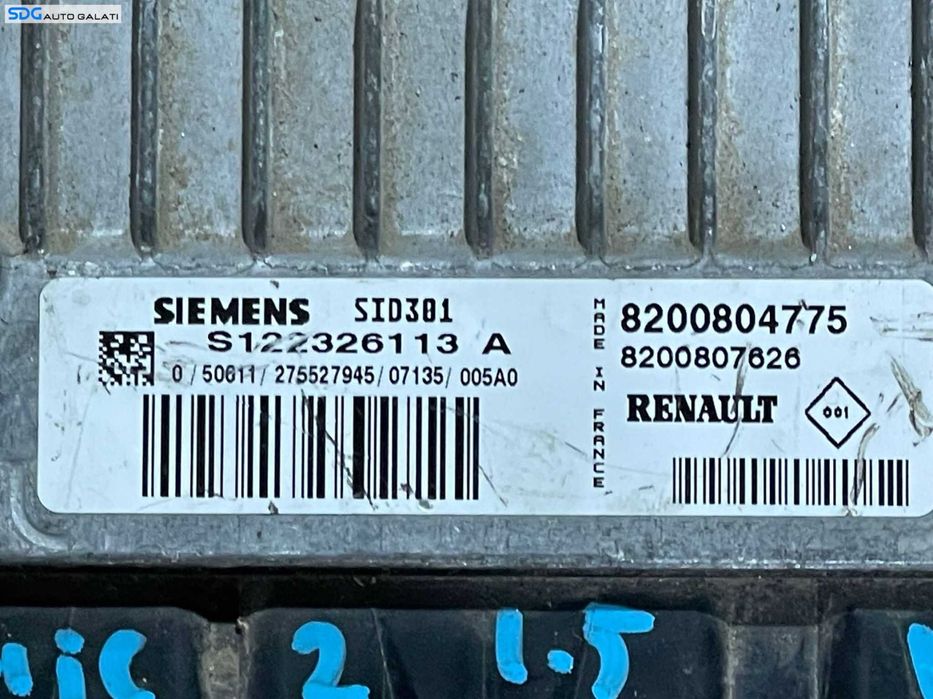 SDG AUTO GALATI
SIEMENS SID301
S122326113 A
0/50611/275527945/07135/005A0
MADE IN FRANCE
8200804775
8200807626
RENAULT
001
2 1.5